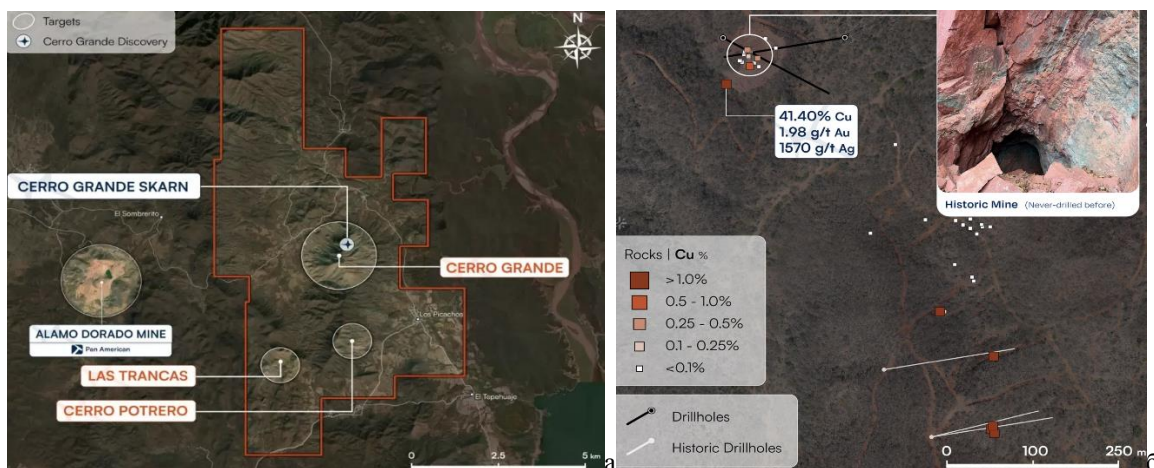 Targets
Cerro Grande Discovery
N
CERRO GRANDE SKARN
El Sombrerito
CERRO GRANDE
ALAMO DORADO MINE
Pan American
Los Picachos
LAS TRANCAS
CERRO POTRERO
El Tapehueje
0 2.5 5 km
а
41.40% Cu
1.98 g/t Au
1570 g/t Ag
Historic Mine (Never-drilled before)
Rocks | Cu %
>1.0%
0.5 - 1.0%
0.25 - 0.5%
0.1 - 0.25%
<0.1%
Drillholes
Historic Drillholes
0 100 250 m
б